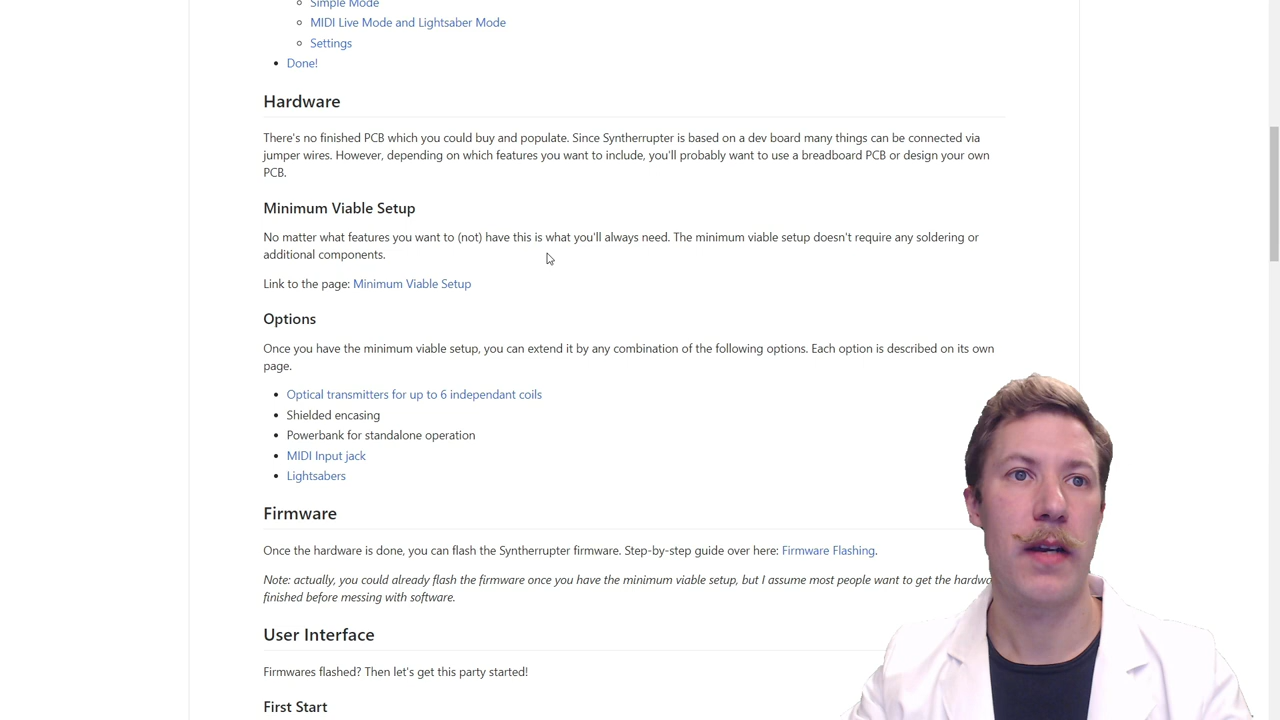 Simple Mode
MIDI Live Mode and Lightsaber Mode
Settings
Done!
Hardware
There's no finished PCB which you could buy and populate. Since Syntherrupter is based on a dev board many things can be connected via
jumper wires. However, depending on which features you want to include, you'll probably want to use a breadboard PCB or design your own
PCB.
Minimum Viable Setup
No matter what features you want to (not) have this is what you'll always need. The minimum viable setup doesn't require any soldering or
additional components.
Link to the page: Minimum Viable Setup
Options
Once you have the minimum viable setup, you can extend it by any combination of the following options. Each option is described on its own
page.
Optical transmitters for up to 6 independant coils
Shielded encasing
Powerbank for standalone operation
MIDI Input jack
Lightsabers
Firmware
Once the hardware is done, you can flash the Syntherrupter firmware. Step-by-step guide over here: Firmware Flashing.
Note: actually, you could already flash the firmware once you have the minimum viable setup, but I assume most people want to get the hardw
finished before messing with software.
User Interface
Firmwares flashed? Then let's get this party started!
First Start